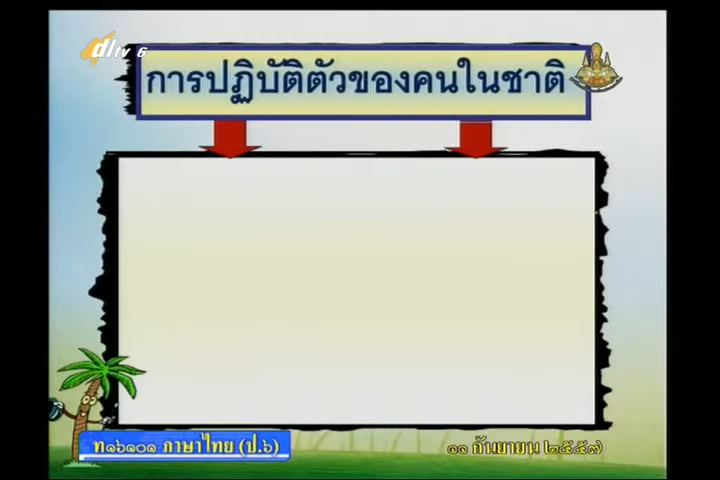 dltv 6
การปฏิบัติตัวของคนในชาติ
ท๑๖๑๐๑ ภาษาไทย (ป.๖)
๑๑ กันยายน ๒๕๕๗